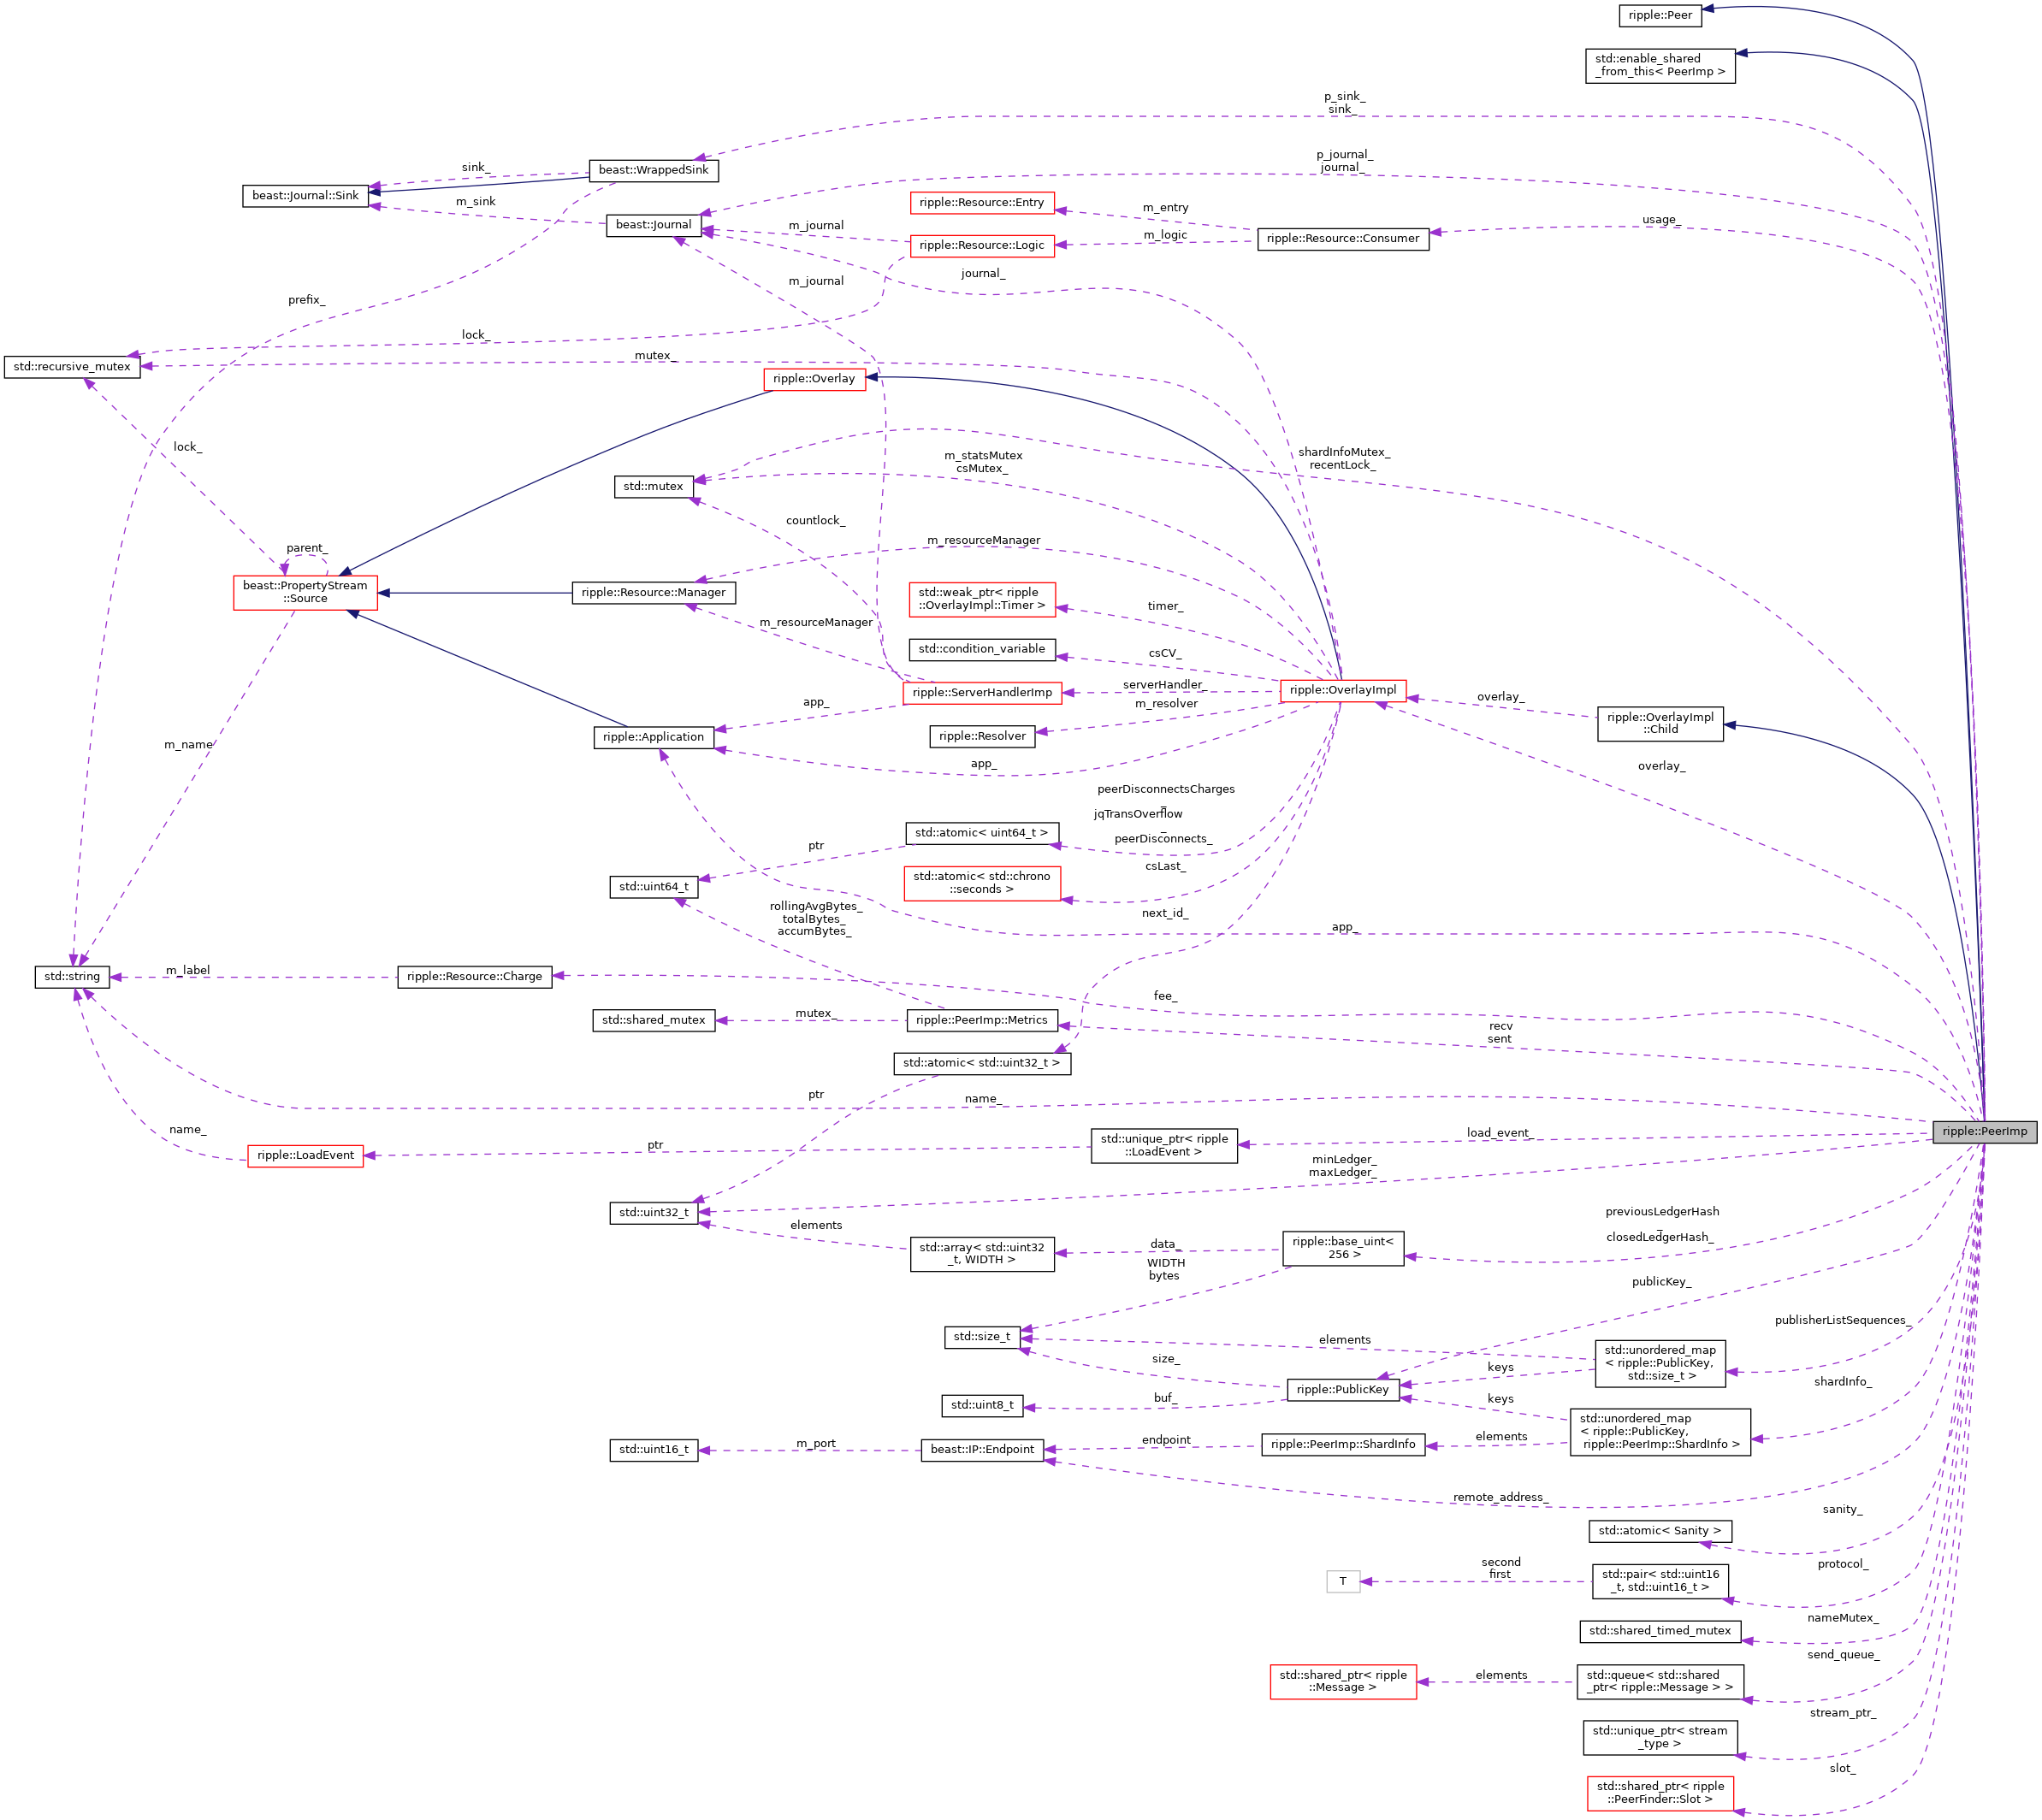 ripple::Peer
std::enable_shared
_from_this< PeerImp >
p_sink_
sink_
beast::WrappedSink
sink_
beast::Journal::Sink
p_journal_
journal_
m_sink
beast::Journal
ripple::Resource::Entry
m_entry
usage_
m_journal
ripple::Resource::Logic
m_logic
ripple::Resource::Consumer
journal_
m_journal
prefix_
lock_
mutex_
std::recursive_mutex
ripple::Overlay
lock_
m_statsMutex
csMutex_
shardInfoMutex_
recentLock_
std::mutex
countlock_
parent_
m_resourceManager
beast::PropertyStream
::Source
ripple::Resource::Manager
std::weak_ptr< ripple
::OverlayImpl::Timer >
timer_
m_resourceManager
std::condition_variable
csCV_
ripple::ServerHandlerImp
serverHandler_
ripple::OverlayImpl
overlay_
app_
m_resolver
ripple::OverlayImpl
::Child
ripple::Application
ripple::Resolver
m_name
app_
overlay_
peerDisconnectsCharges
_
jqTransOverflow
_
peerDisconnects_
std::atomic< uint64_t >
ptr
csLast_
std::uint64_t
std::atomic< std::chrono
::seconds >
rollingAvgBytes_
totalBytes_
accumBytes_
next_id_
app_
std::string
m_label
ripple::Resource::Charge
fee_
std::shared_mutex
mutex_
ripple::PeerImp::Metrics
recv
sent
std::atomic< std::uint32_t >
ptr
name_
name_
ripple::LoadEvent
ptr
std::unique_ptr< ripple
::LoadEvent >
load_event_
ripple::PeerImp
minLedger_
maxLedger_
std::uint32_t
elements
std::array< std::uint32
_t, WIDTH >
data_
ripple::base_uint<
256 >
previousLedgerHash
_
closedLedgerHash_
WIDTH
bytes
publicKey_
std::size_t
elements
publisherListSequences_
std::unordered_map
< ripple::PublicKey,
std::size_t >
size_
keys
ripple::PublicKey
shardInfo_
std::uint8_t
buf_
keys
std::unordered_map
< ripple::PublicKey,
ripple::PeerImp::ShardInfo >
std::uint16_t
m_port
beast::IP::Endpoint
endpoint
ripple::PeerImp::ShardInfo
elements
remote_address_
sanity_
std::atomic< Sanity >
protocol_
T
second
first
std::pair< std::uint16
_t, std::uint16_t >
nameMutex_
std::shared_timed_mutex
send_queue_
std::shared_ptr< ripple
::Message >
elements
std::queue< std::shared
_ptr< ripple::Message > >
stream_ptr_
std::unique_ptr< stream
_type >
slot_
std::shared_ptr< ripple
::PeerFinder::Slot >